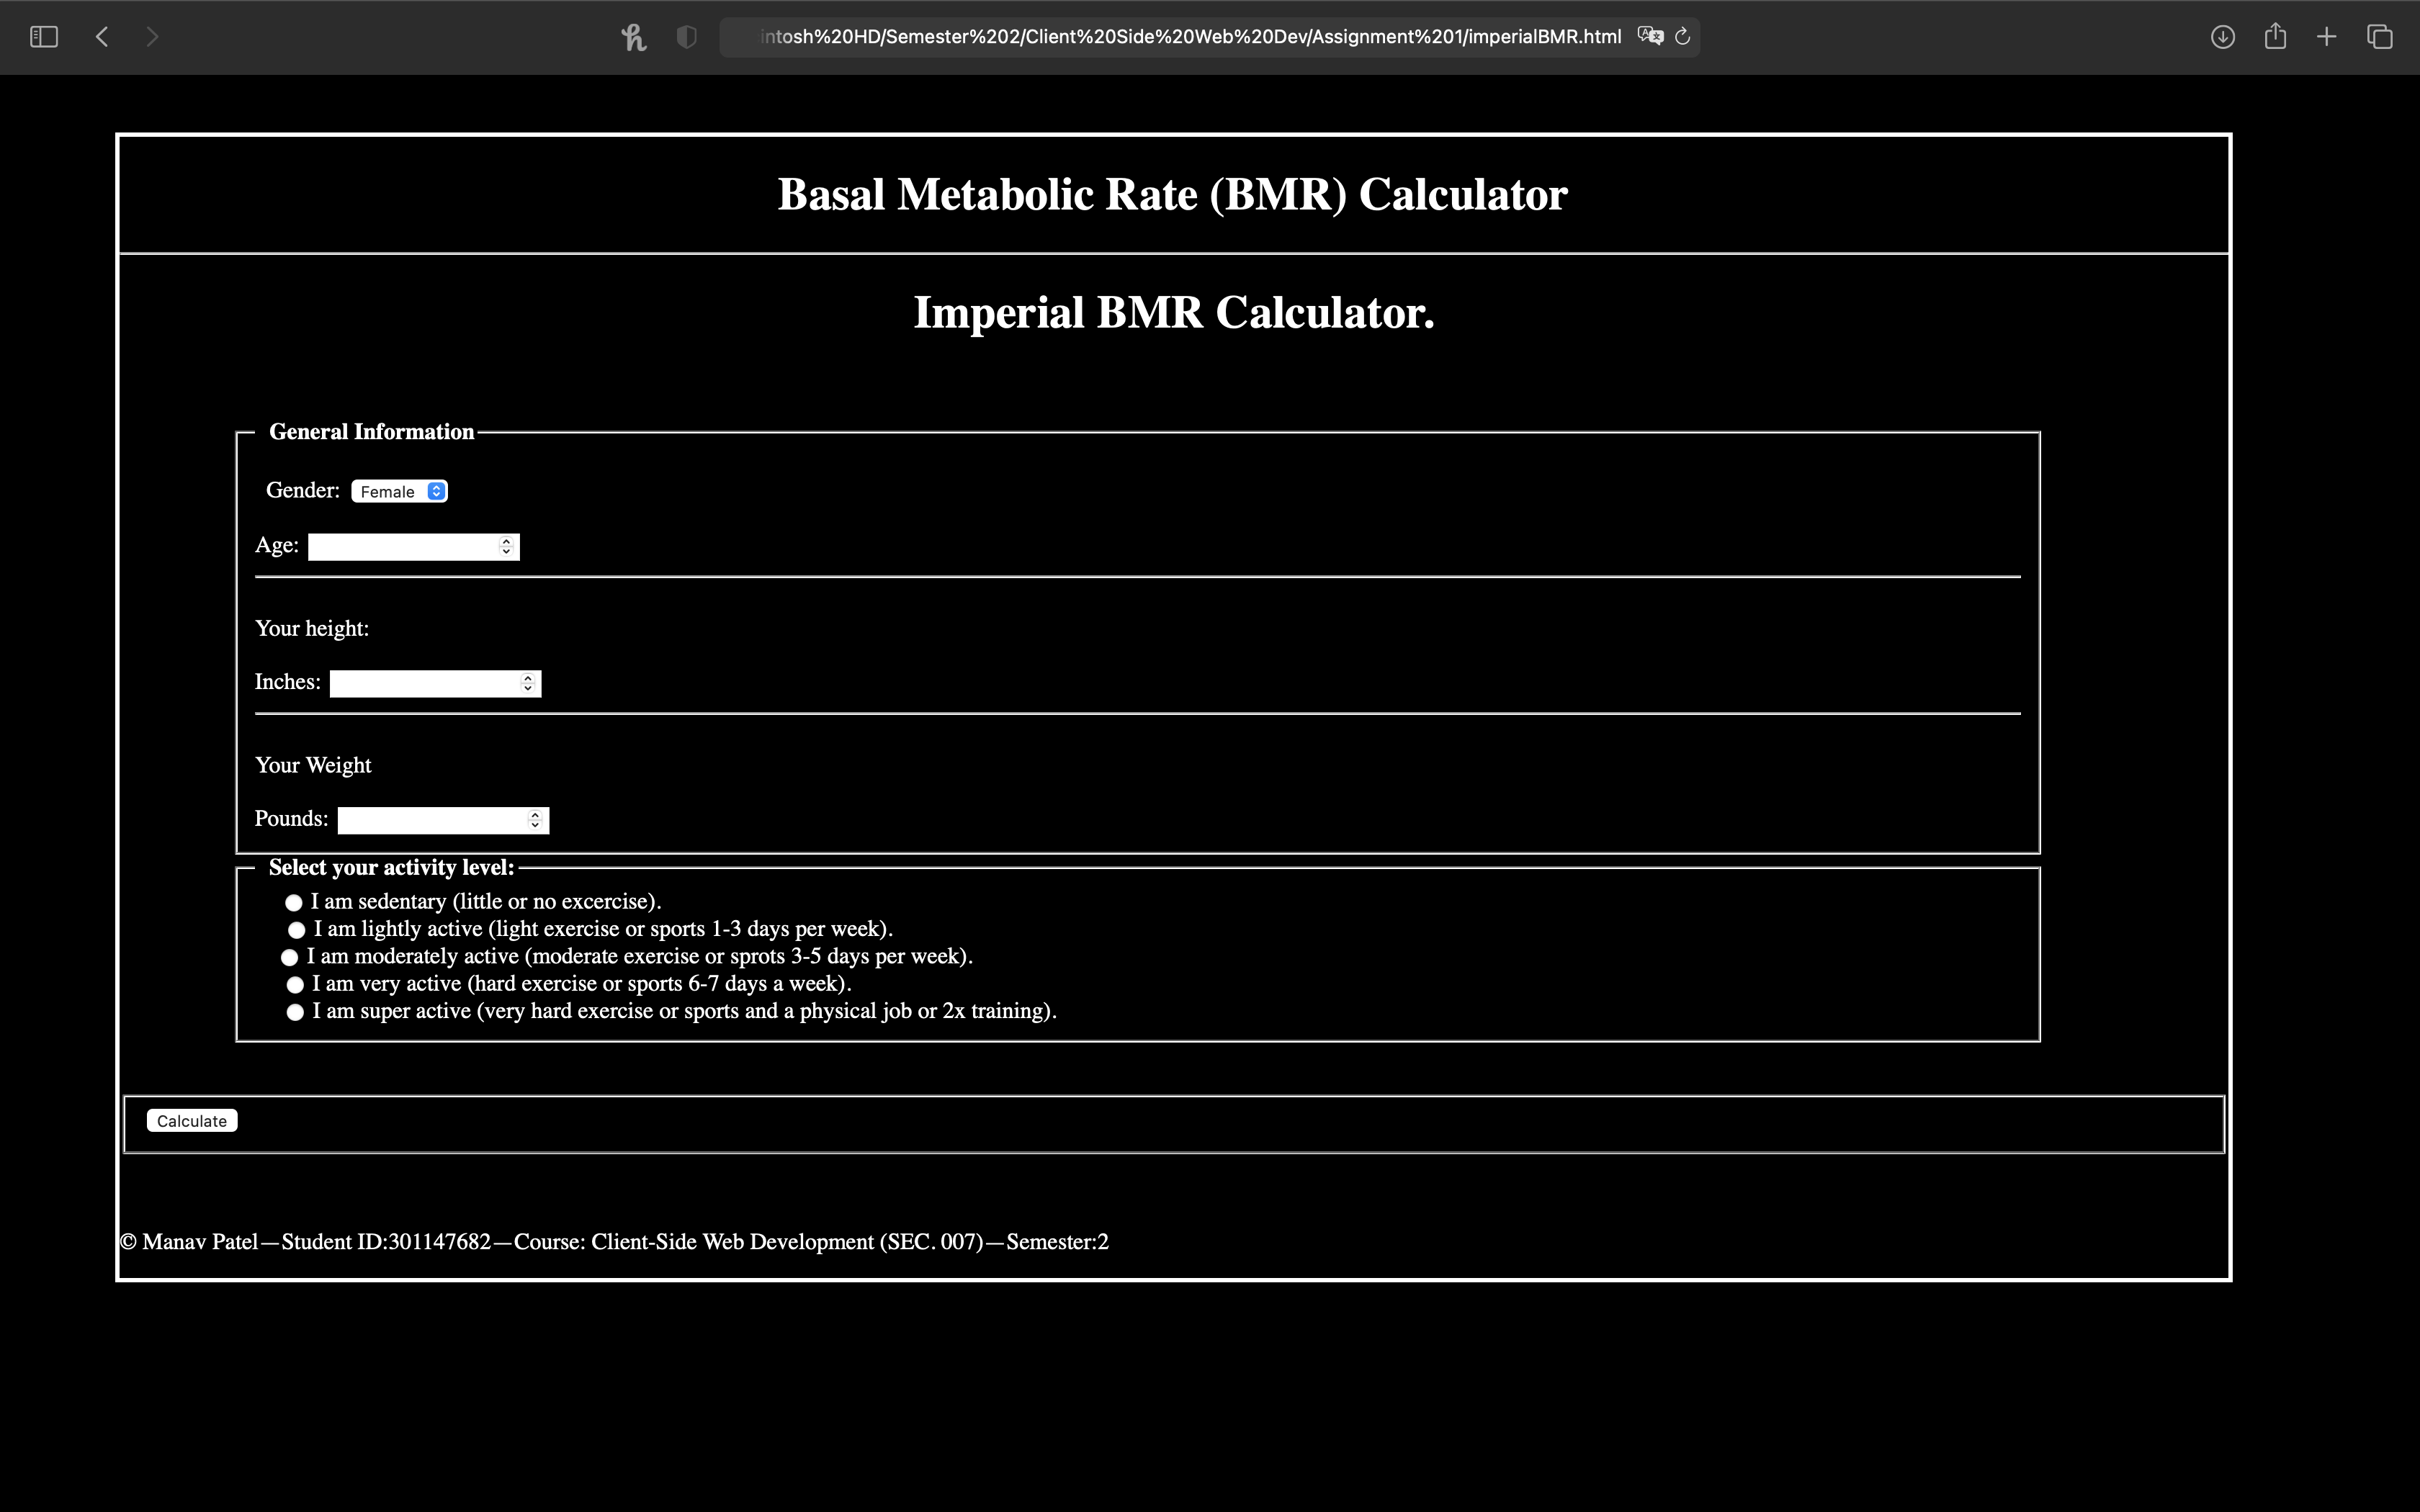 intosh%20HD/Semester%202/Client%20Side%20Web%20Dev/Assignment%201/imperialBMR.html
Basal Metabolic Rate (BMR) Calculator
Imperial BMR Calculator.
General Information
Gender: Female
Age:
Your height:
Inches:
Your Weight
Pounds:
Select your activity level:
I am sedentary (little or no excercise).
I am lightly active (light exercise or sports 1-3 days per week).
I am moderately active (moderate exercise or sprots 3-5 days per week).
I am very active (hard exercise or sports 6-7 days a week).
I am super active (very hard exercise or sports and a physical job or 2x training).
Calculate
© Manav Patel—Student ID:301147682—Course: Client-Side Web Development (SEC. 007)—Semester:2